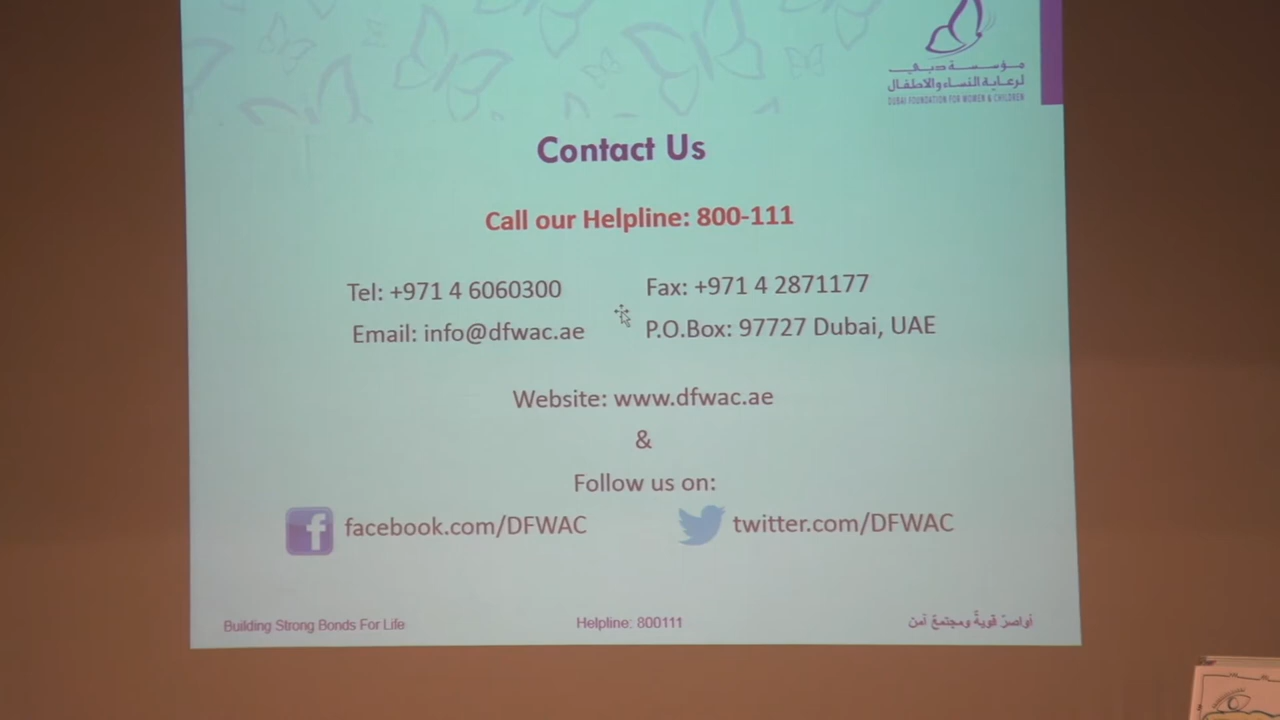 مؤسسة دبي
لرعاية النساء والاطفال
DUBAI FOUNDATION FOR WOMEN & CHILDREN
Contact Us
Call our Helpline: 800-111
Tel: +971 4 6060300
Fax: +971 4 2871177
Email: info@dfwac.ae
P.O.Box: 97727 Dubai, UAE
Website: www.dfwac.ae
&
Follow us on:
f facebook.com/DFWAC
twitter.com/DFWAC
Building Strong Bonds For Life
Helpline: 800111
أواصرٌ قويةٌ ومجتمعٌ آمن